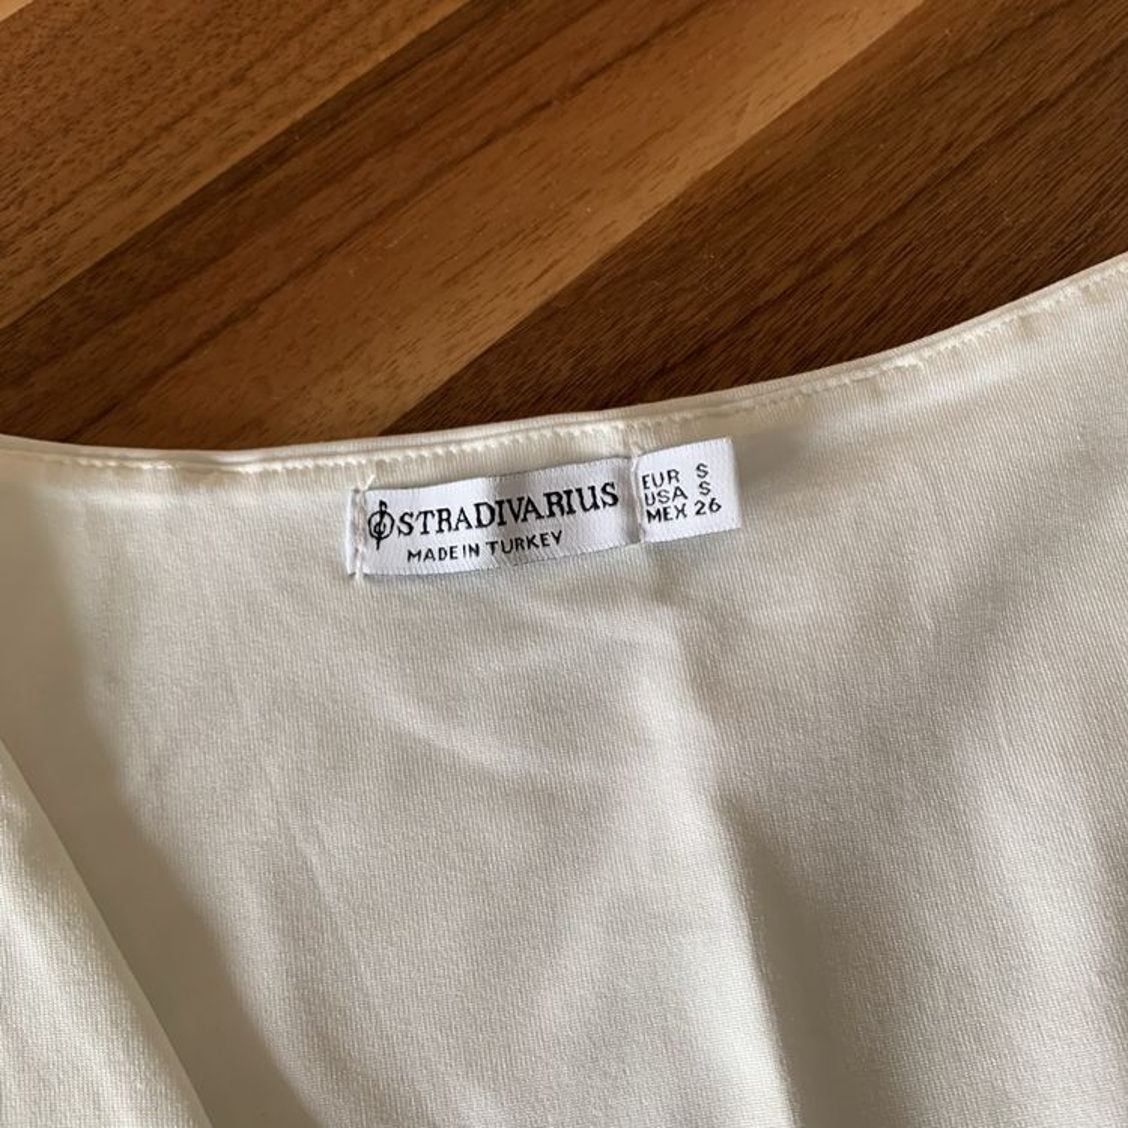 STRADIVARIUS
MADE IN TURKEY
EUR S
USA S
MEX 26